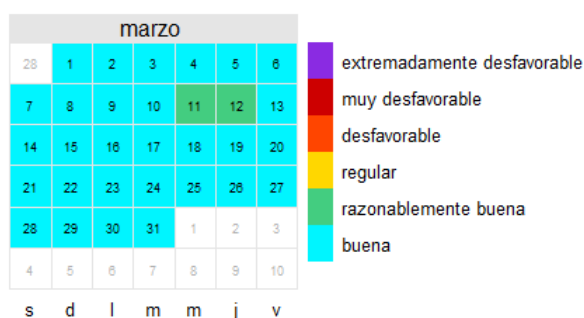 marzo
28 1 2 3 4 5 6
7 8 9 10 11 12 13
14 15 16 17 18 19 20
21 22 23 24 25 26 27
28 29 30 31 1 2 3
4 5 6 7 8 9 10
s d l m m j v
extremadamente desfavorable
muy desfavorable
desfavorable
regular
razonablemente buena
buena